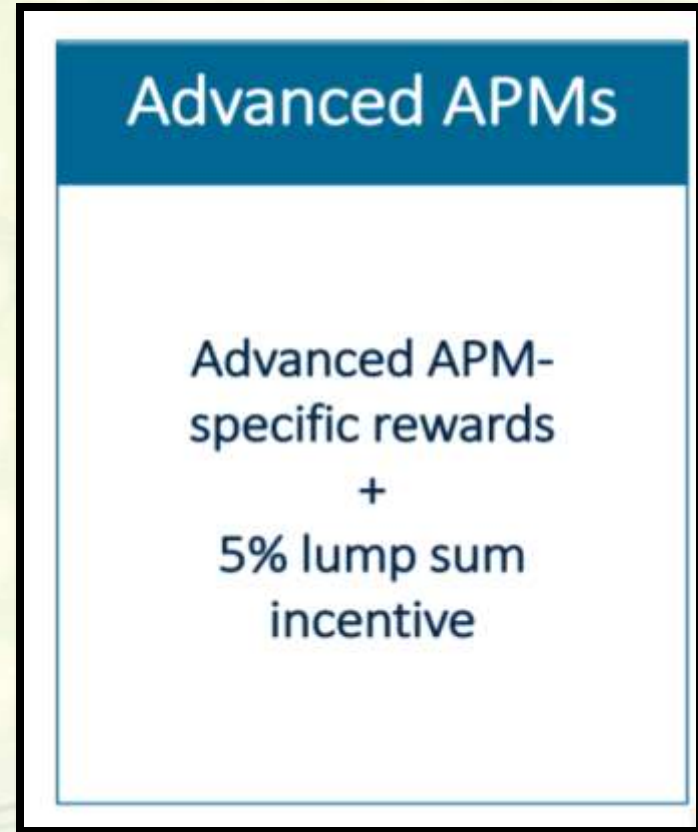 Advanced APMs
Advanced APM-
specific rewards
+
5% lump sum
incentive